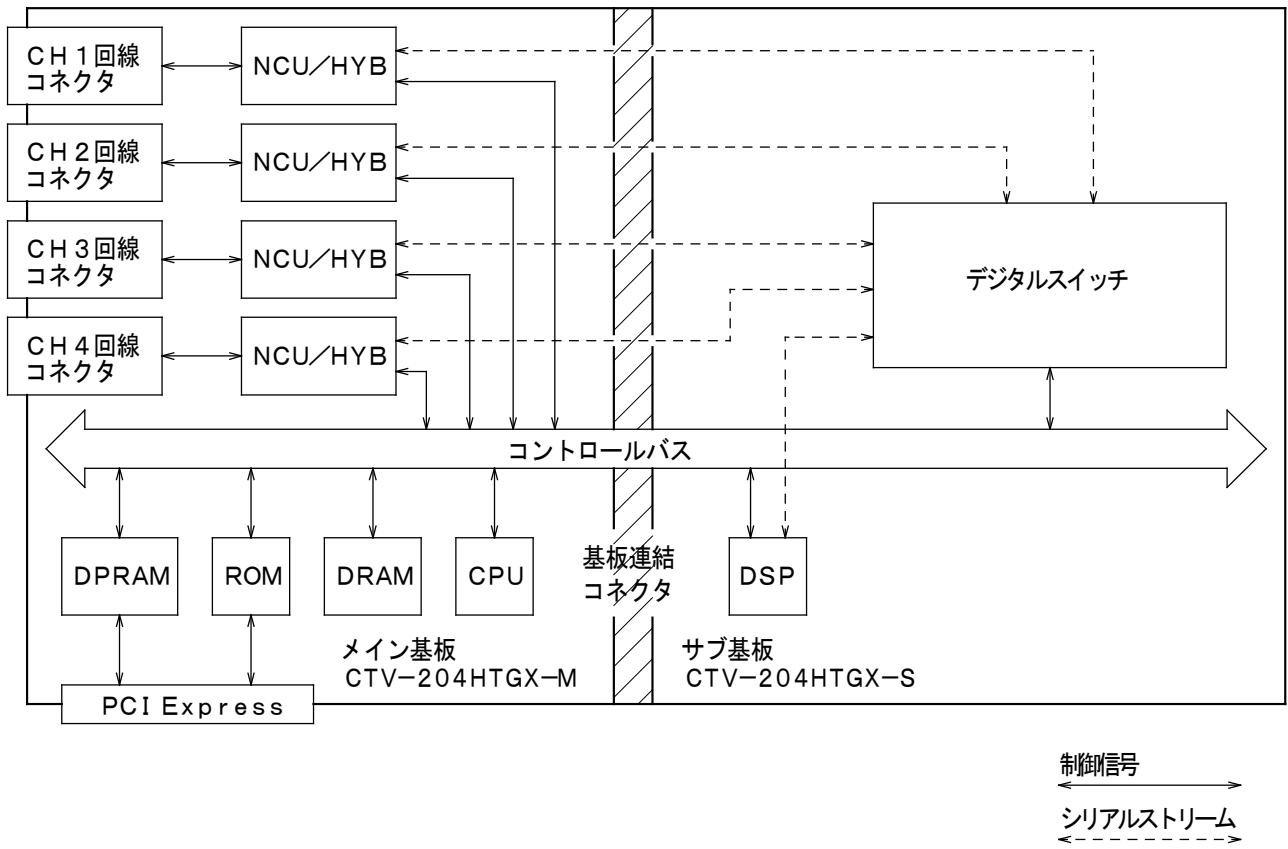 CH1回線
コネクタ
NCU/HYB
CH2回線
コネクタ
NCU/HYB
CH3回線
コネクタ
NCU/HYB
デジタルスイッチ
CH4回線
コネクタ
NCU/HYB
コントロールバス
DPRAM
ROM
DRAM
CPU
基板連結
コネクタ
DSP
メイン基板
CTV-204HTGX-M
サブ基板
CTV-204HTGX-S
PCI Express
制御信号
シリアルストリーム